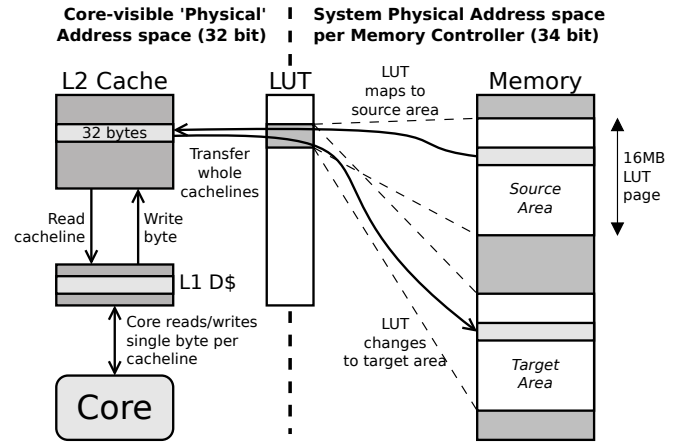 Core-visible 'Physical'
Address space (32 bit)
System Physical Address space
per Memory Controller (34 bit)
L2 Cache
LUT
LUT
maps to
source area
Memory
32 bytes
Transfer
whole
cachelines
16MB
LUT
page
Source
Area
Read
cacheline
Write
byte
L1 D$
Core reads/writes
single byte per
cacheline
LUT
changes
to target area
Target
Area
Core